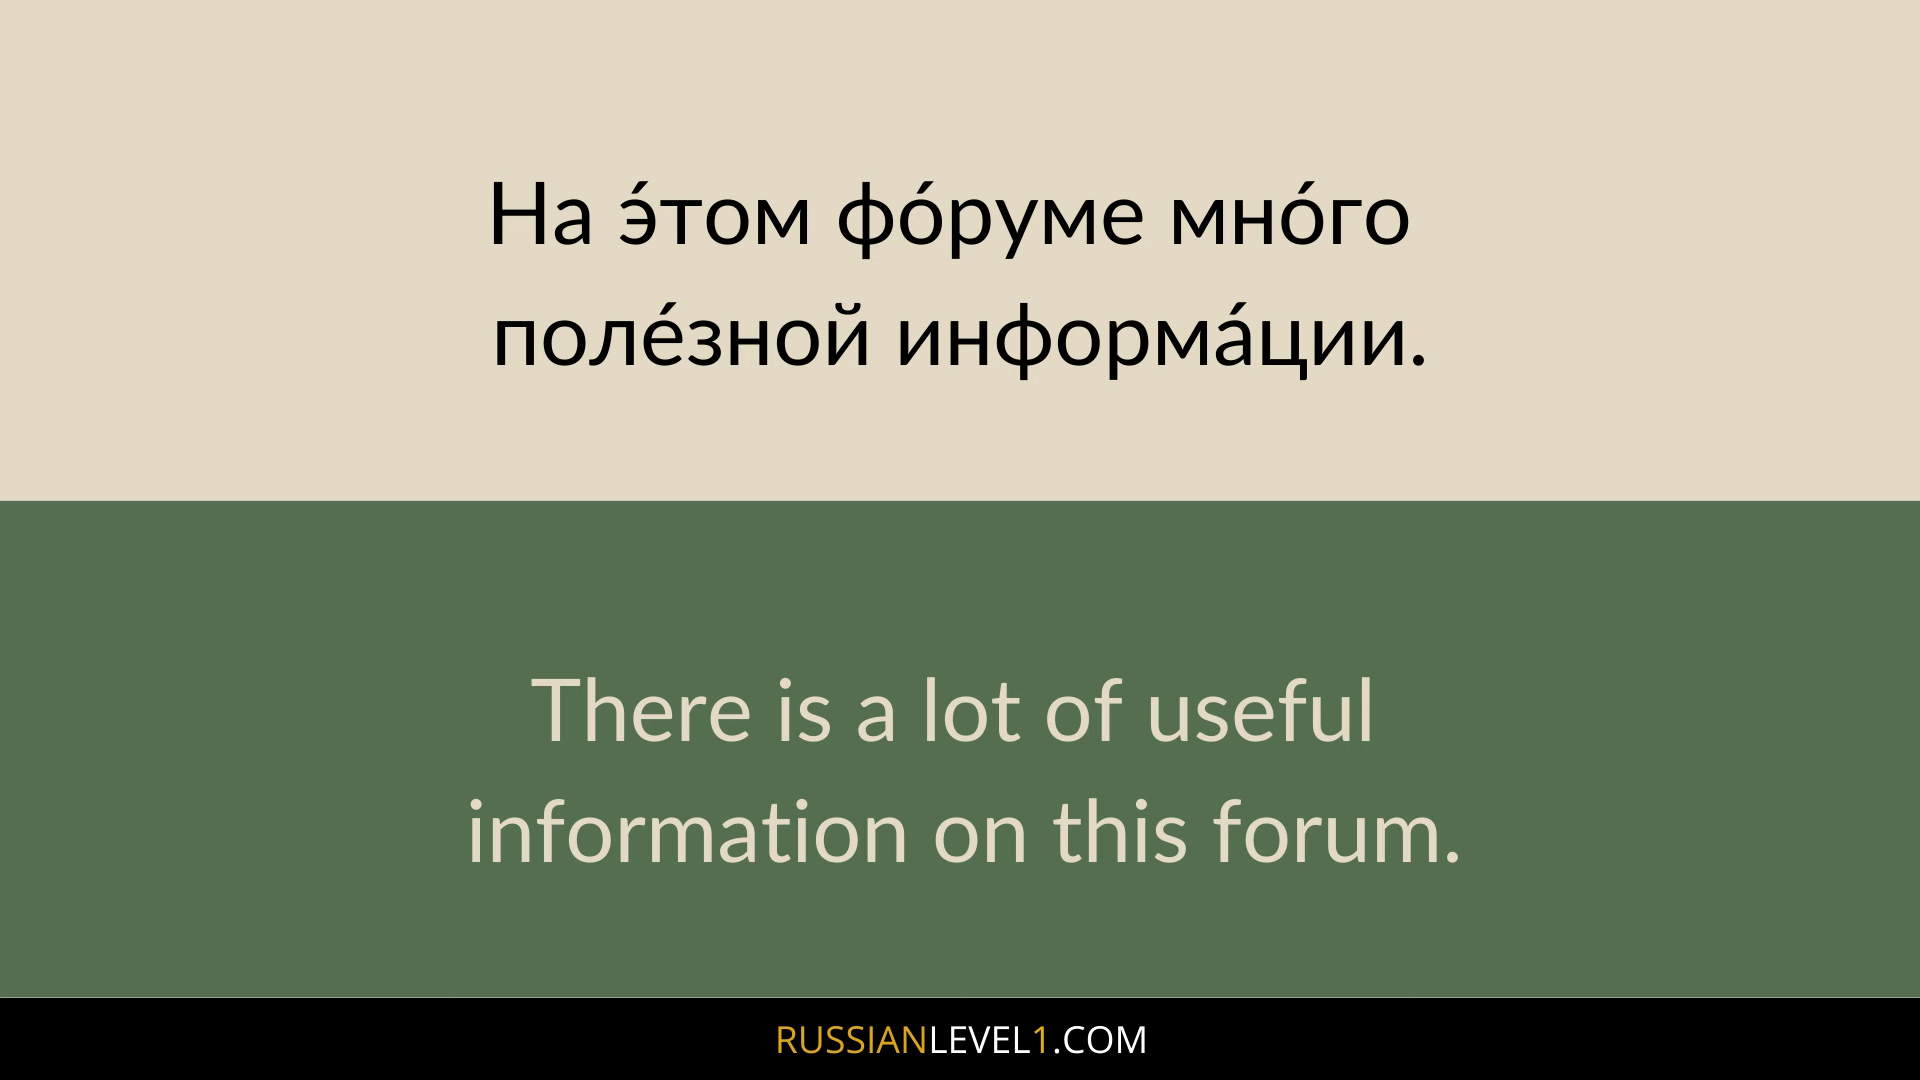 На э́том фо́руме мно́го
поле́зной информа́ции.
There is a lot of useful
information on this forum.
RUSSIANLEVEL1.COM